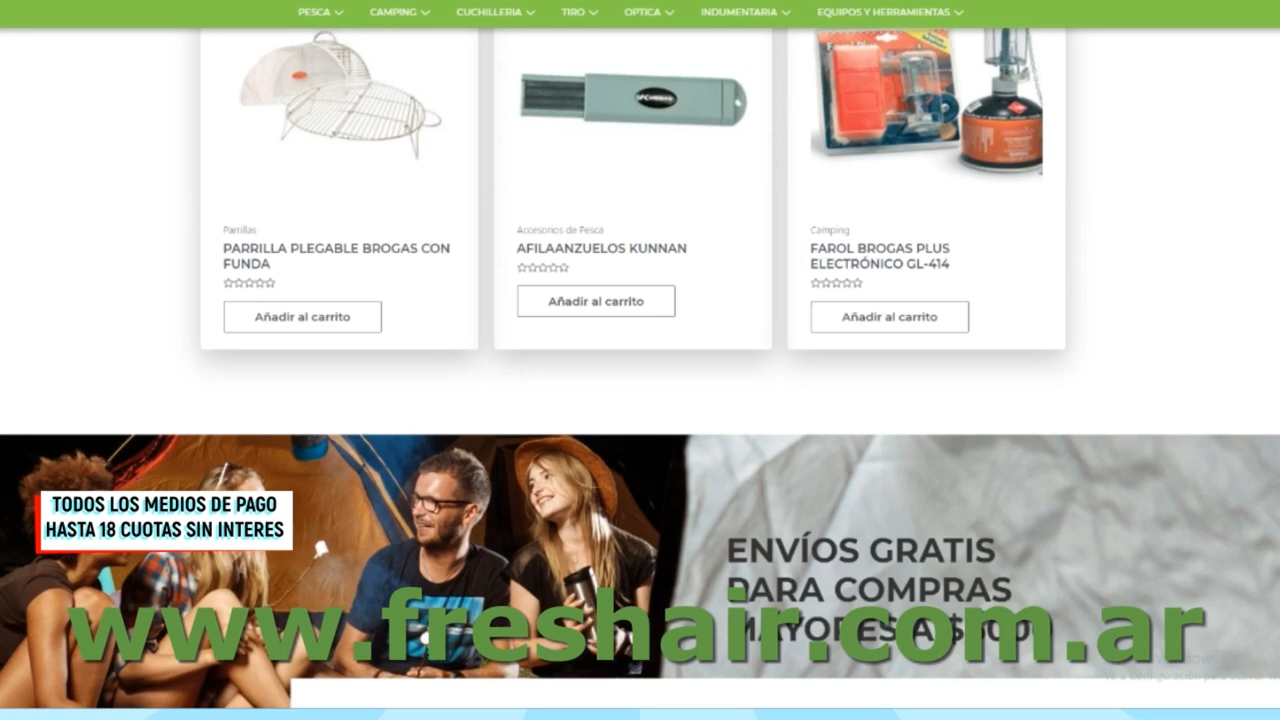 PESCA CAMPING CUCHILLERIA TIRO OPTICA INDUMENTARIA EQUIPOS Y HERRAMIENTAS
Parrillas
PARRILLA PLEGABLE BROGAS CON
FUNDA
Añadir al carrito
Accesorios de Pesca
AFILAANZUELOS KUNNAN
Añadir al carrito
Camping
FAROL BROGAS PLUS
ELECTRÓNICO GL-414
Añadir al carrito
TODOS LOS MEDIOS DE PAGO
HASTA 18 CUOTAS SIN INTERES
ENVÍOS GRATIS
PARA COMPRAS
MAYORES A
www.freshair.com.ar